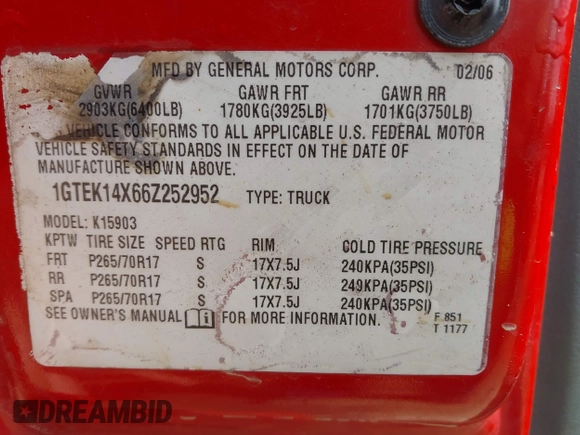 MFD BY GENERAL MOTORS CORP. 02/06
GVWR GAWR FRT GAWR RR
2903KG(6400LB) 1780KG(3925LB) 1701KG(3750LB)
VEHICLE CONFORMS TO ALL APPLICABLE U.S. FEDERAL MOTOR
VEHICLE SAFETY STANDARDS IN EFFECT ON THE DATE OF
MANUFACTURE SHOWN ABOVE.
1GTEK14X66Z252952 TYPE: TRUCK
MODEL: K15903
KPTW TIRE SIZE SPEED RTG RIM COLD TIRE PRESSURE
FRT P265/70R17 S 17X7.5J 240KPA(35PSI)
RR P265/70R17 S 17X7.5J 240KPA(35PSI)
SPA P265/70R17 S 17X7.5J 240KPA(35PSI)
SEE OWNER'S MANUAL FOR MORE INFORMATION.
F 851
T 1177
DREAMBID